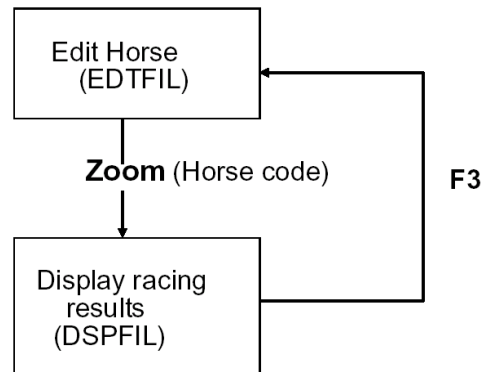 Edit Horse
(EDTFIL)
Zoom (Horse code)
F3
Display racing
results
(DSPFIL)